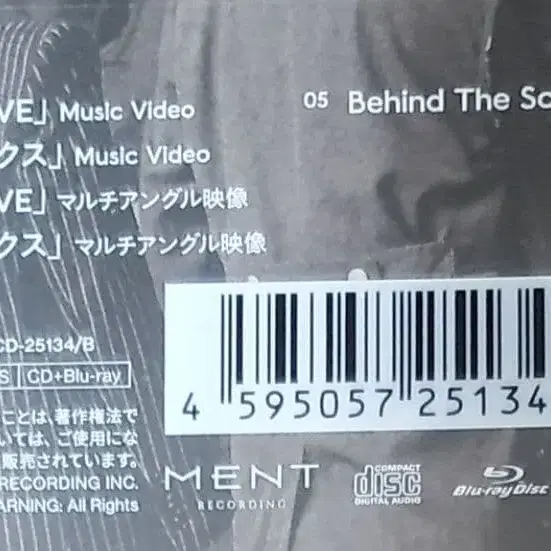 VE」Music Video
05 Behind The Sc
クス」Music Video
VE」マルチアングル映像
クス」マルチアングル映像
CD-25134/B
S CD+Blu-ray
4 595057 25134
ことは、著作権法で
いては、ご使用にな
販売されています。
RECORDING INC.
ARNING: All Rights
MENT
RECORDING
COMPACT
disc
DIGITAL AUDIO
Blu-ray Disc